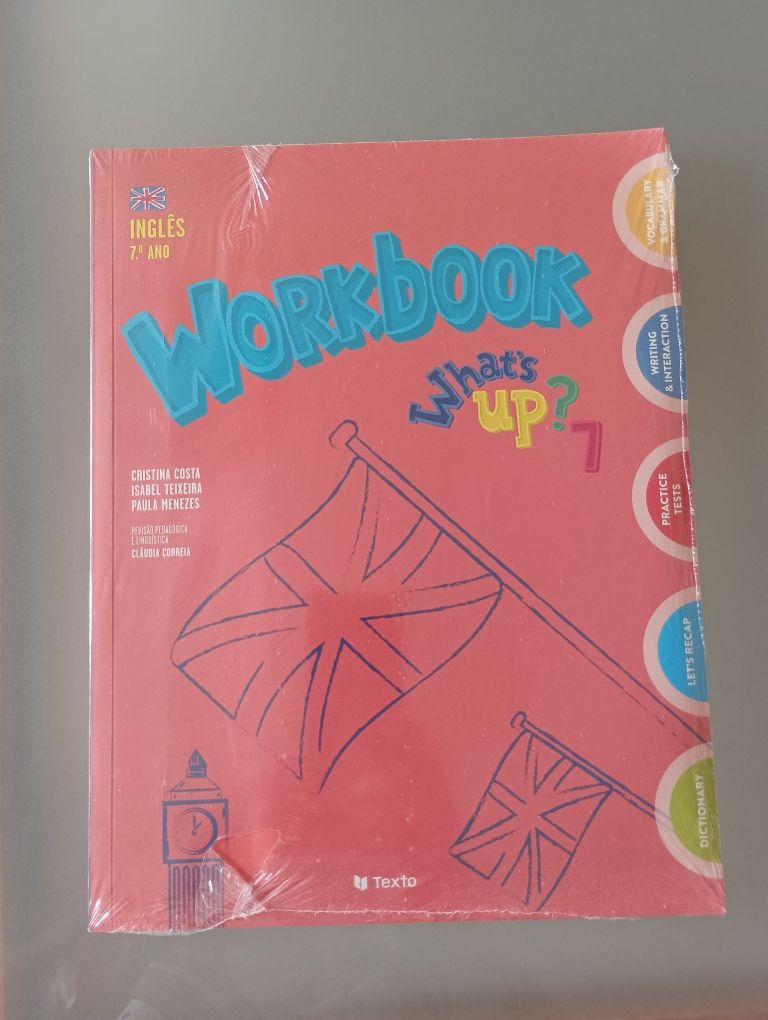 INGLÊS
7.º ANO
WORKBOOK
What's
up?
7
CRISTINA COSTA
ISABEL TEIXEIRA
PAULA MENEZES
REVISÃO PEDAGÓGICA
E LINGUÍSTICA
CLÁUDIA CORREIA
VOCABULARY
& GRAMMAR
WRITING
& INTERACTION
PRACTICE
TESTS
LET'S RECAP
DICTIONARY
Texto